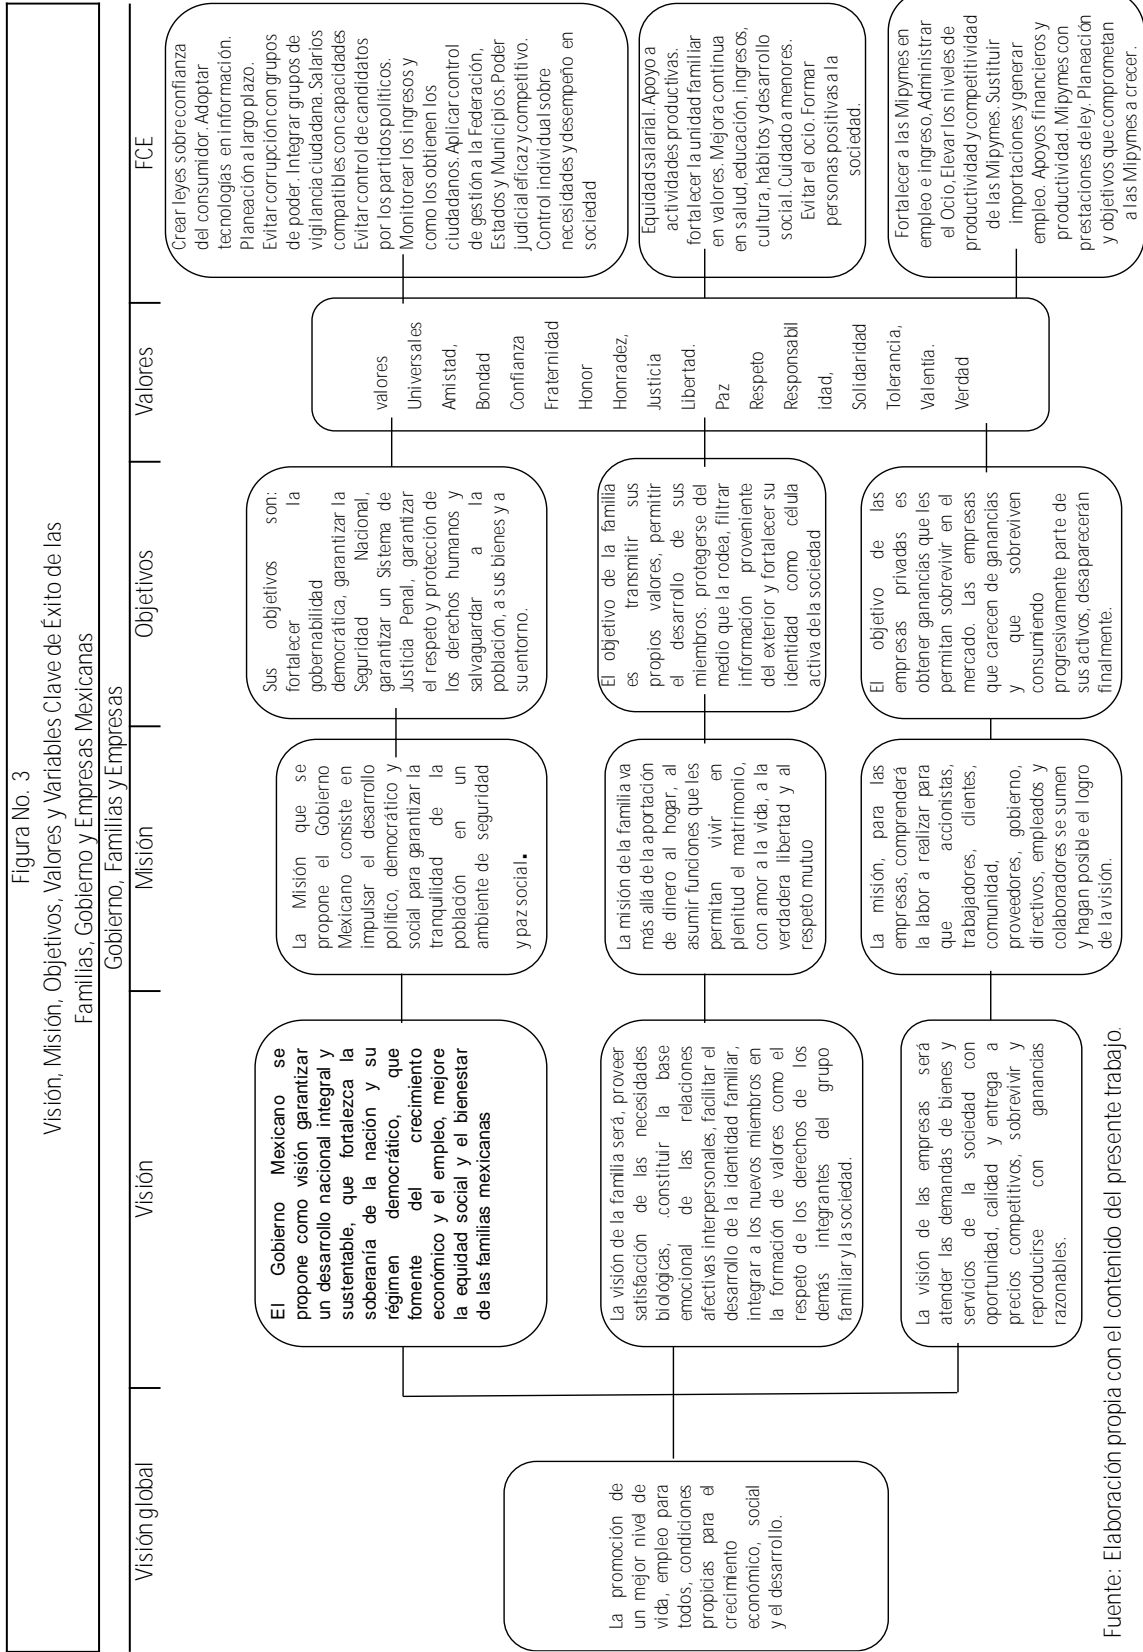 Figura No. 3
Visión, Misión, Objetivos, Valores y Variables Clave de Exito de las
Familias, Gobierno y Empresas Mexicanas
Gobierno, Familias y Empresas
Visión global
Visión
Misión
Objetivos
Valores
FCE
La promoción de
un mejor nivel de
vida, empleo para
todos, condiciones
propicias para el
crecimiento
económico, social
y el desarrollo.
El Gobierno Mexicano se
propone como visión garantizar
un desarrollo nacional integral y
sustentable, que fortalezca la
soberanía de la nación y su
régimen democrático, que
fomente del crecimiento
económico y el empleo, mejore
la equidad social y el bienestar
de las familias mexicanas
La Misión que se
propone el Gobierno
Mexicano consiste en
impulsar el desarrollo
político, democrático y
social para garantizar la
tranquilidad de la
población en un
ambiente de seguridad
y paz social.
Sus objetivos son:
fortalecer la
gobernabilidad
democrática, garantizar la
Seguridad Nacional,
garantizar un Sistema de
Justicia Penal, garantizar
el respeto y protección de
los derechos humanos y
salvaguardar a la
población, a sus bienes y a
su entorno.
Crear leyes sobre confianza
del consumidor. Adoptar
tecnologías en información.
Planeación a largo plazo.
Evitar corrupción con grupos
de poder. Integrar grupos de
vigilancia ciudadana. Salarios
compatibles con capacidades
Evitar control de candidatos
por los partidos políticos.
Monitorear los ingresos y
como los obtienen los
ciudadanos. Aplicar control
de gestión a la Federación,
Estados y Municipios. Poder
judicial eficaz y competitivo.
Control individual sobre
necesidades y desempeño en
sociedad
La visión de la familia será, proveer
satisfacción de las necesidades
biológicas, .constituir la base
emocional de las relaciones
afectivas interpersonales, facilitar el
desarrollo de la identidad familiar,
integrar a los nuevos miembros en
la formación de valores como el
respeto de los derechos de los
demás integrantes del grupo
familiar y la sociedad.
La misión de la familia va
más allá de la aportación
de dinero al hogar, al
asumir funciones que les
permitan vivir en
plenitud el matrimonio,
con amor a la vida, a la
verdadera libertad y al
respeto mutuo
El objetivo de la familia
es transmitir sus
propios valores, permitir
el desarrollo de sus
miembros. protegerse del
medio que la rodea, filtrar
información proveniente
del exterior y fortalecer su
identidad como célula
activa de la sociedad
valores
Universales
Amistad,
Bondad
Confianza
Fraternidad
Honor
Honradez,
Justicia
Libertad.
Paz
Respeto
Responsabil
idad,
Solidaridad
Tolerancia,
Valentía.
Verdad
Equidad salarial. Apoyo a
actividades productivas.
fortalecer la unidad familiar
en valores. Mejora continua
en salud, educación, ingresos,
cultura, hábitos y desarrollo
social. Cuidado a menores.
Evitar el ocio. Formar
personas positivas a la
sociedad.
La visión de las empresas será
atender las demandas de bienes y
servicios de la sociedad con
oportunidad, calidad y entrega a
precios competitivos, sobrevivir y
reproducirse con ganancias
razonables.
La misión, para las
empresas, comprenderá
la labor a realizar para
que accionistas,
trabajadores, clientes,
comunidad,
proveedores, gobierno,
directivos, empleados y
colaboradores se sumen
y hagan posible el logro
de la visión.
El objetivo de las
empresas privadas es
obtener ganancias que les
permitan sobrevivir en el
mercado. Las empresas
que carecen de ganancias
y que sobreviven
consumiendo
progresivamente parte de
sus activos, desaparecerán
finalmente.
Fortalecer a las Mipymes en
empleo e ingreso, Administrar
el Ocio, Elevar los niveles de
productividad y competitividad
de las Mipymes. Sustituir
importaciones y generar
empleo. Apoyos financieros y
productividad. Mipymes con
prestaciones de ley. Planeación
y objetivos que comprometan
a las Mipymes a crecer.
Fuente: Elaboración propia con el contenido del presente trabajo.